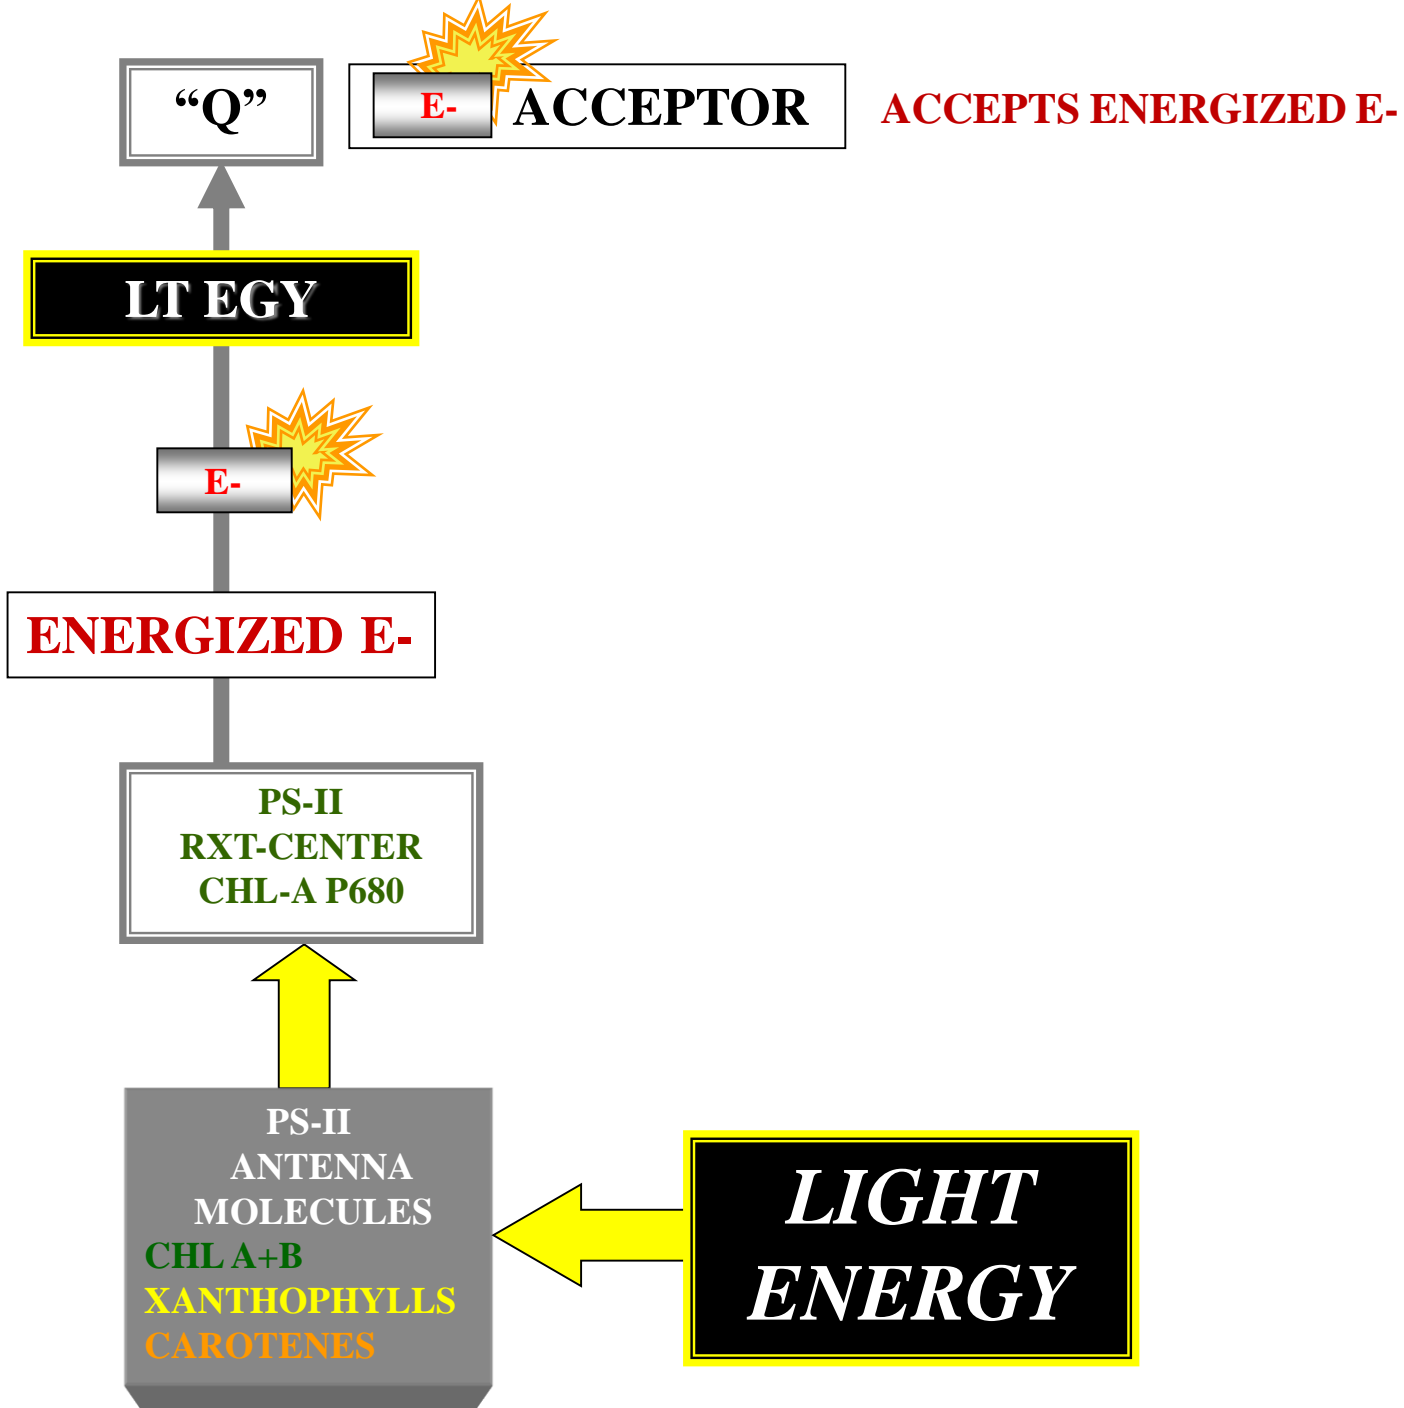 “Q”
E- ACCEPTOR
ACCEPTS ENERGIZED E-
LT EGY
E-
ENERGIZED E-
PS-II
RXT-CENTER
CHL-A P680
PS-II
ANTENNA
MOLECULES
CHL A+B
XANTHOPHYLLS
CAROTENES
LIGHT
ENERGY